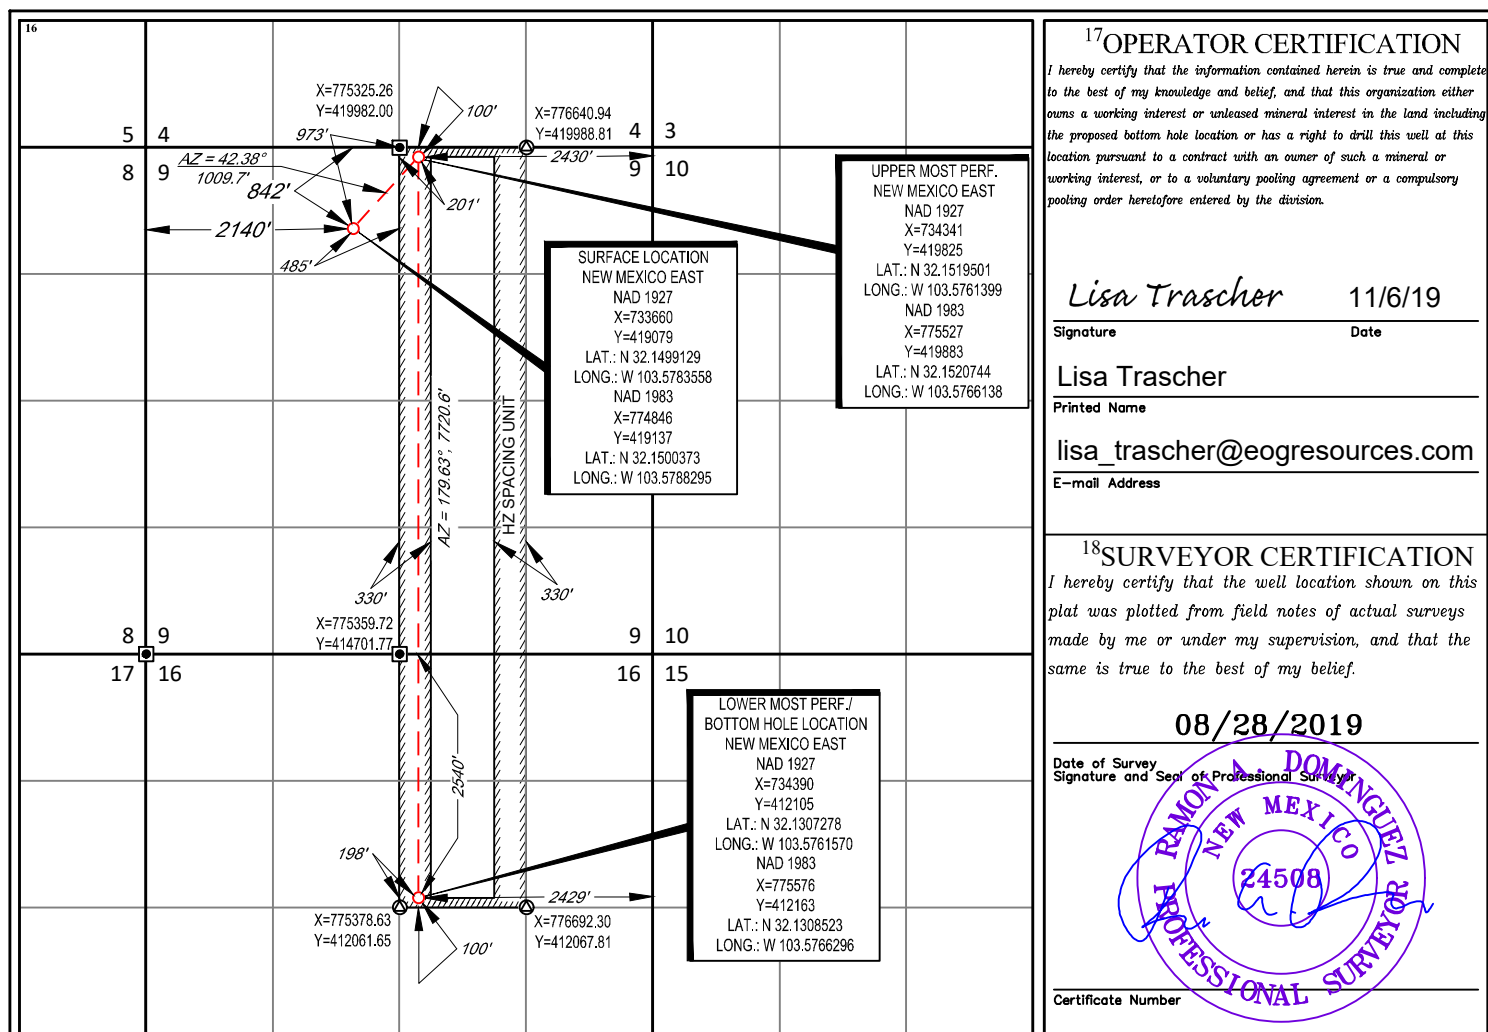 16
X=775325.26
Y=419982.00
100'
X=776640.94
Y=419988.81
973'
5 4
4 3
8 9
9 10
AZ = 42.38°
1009.7'
842'
2430'
201'
2140'
485'
UPPER MOST PERF.
NEW MEXICO EAST
NAD 1927
X=734341
Y=419825
LAT.: N 32.1519501
LONG.: W 103.5761399
NAD 1983
X=775527
Y=419883
LAT.: N 32.1520744
LONG.: W 103.5766138
SURFACE LOCATION
NEW MEXICO EAST
NAD 1927
X=733660
Y=419079
LAT.: N 32.1499129
LONG.: W 103.5783558
NAD 1983
X=774846
Y=419137
LAT.: N 32.1500373
LONG.: W 103.5788295
AZ = 179.63°, 7720.6'
HZ SPACING UNIT
330'
330'
X=775359.72
Y=414701.77
8 9
9 10
17 16
16 15
LOWER MOST PERF./
BOTTOM HOLE LOCATION
NEW MEXICO EAST
NAD 1927
X=734390
Y=412105
LAT.: N 32.1307278
LONG.: W 103.5761570
NAD 1983
X=775576
Y=412163
LAT.: N 32.1308523
LONG.: W 103.5766296
2540'
198'
2429'
X=775378.63
Y=412061.65
100'
X=776692.30
Y=412067.81
17OPERATOR CERTIFICATION
I hereby certify that the information contained herein is true and complete
to the best of my knowledge and belief, and that this organization either
owns a working interest or unleased mineral interest in the land including
the proposed bottom hole location or has a right to drill this well at this
location pursuant to a contract with an owner of such a mineral or
working interest, or to a voluntary pooling agreement or a compulsory
pooling order heretofore entered by the division.
Lisa Trascher 11/6/19
Signature Date
Lisa Trascher
Printed Name
lisa_trascher@eogresources.com
E-mail Address
18SURVEYOR CERTIFICATION
I hereby certify that the well location shown on this
plat was plotted from field notes of actual surveys
made by me or under my supervision, and that the
same is true to the best of my belief.
08/28/2019
Date of Survey
Signature and Seal of Professional Surveyor
RAMON A. DOMINGUEZ
NEW MEXICO
24508
PROFESSIONAL SURVEYOR
Certificate Number